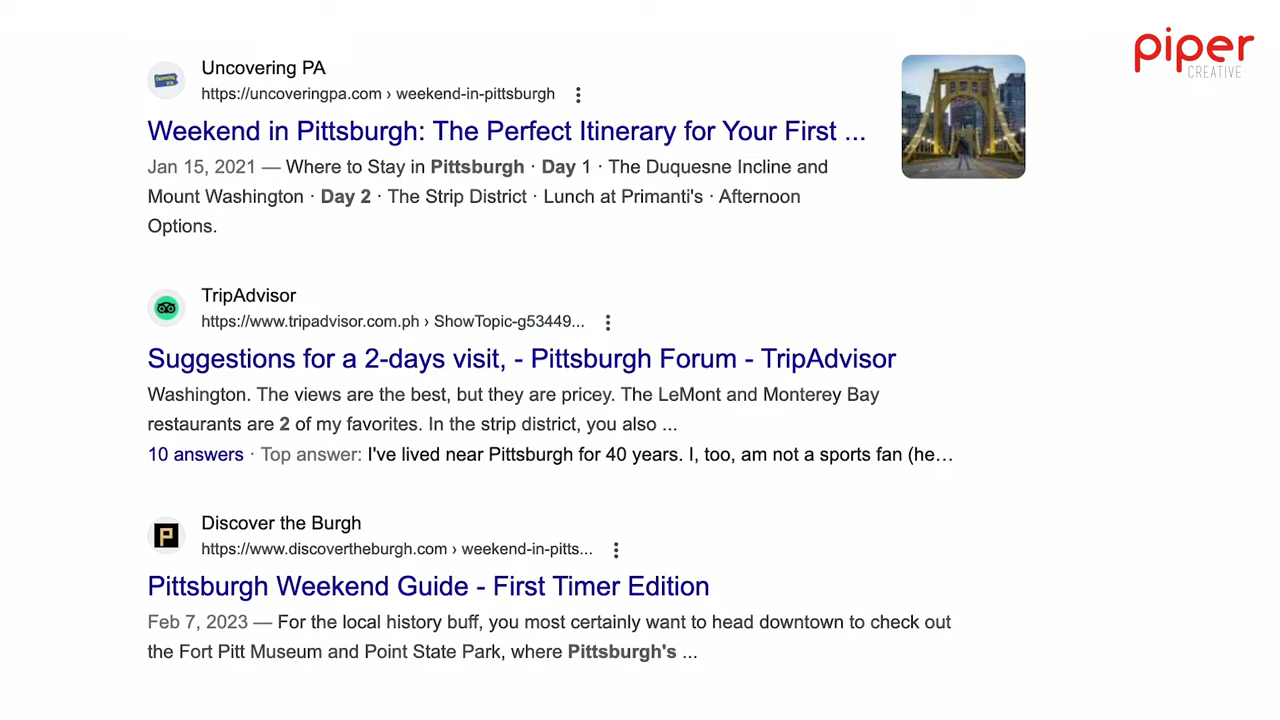 piper
CREATIVE
Uncovering PA
https://uncoveringpa.com › weekend-in-pittsburgh
Weekend in Pittsburgh: The Perfect Itinerary for Your First ...
Jan 15, 2021 — Where to Stay in Pittsburgh · Day 1 · The Duquesne Incline and
Mount Washington · Day 2 · The Strip District · Lunch at Primanti's · Afternoon
Options.
TripAdvisor
https://www.tripadvisor.com.ph › ShowTopic-g53449...
Suggestions for a 2-days visit, - Pittsburgh Forum - TripAdvisor
Washington. The views are the best, but they are pricey. The LeMont and Monterey Bay
restaurants are 2 of my favorites. In the strip district, you also ...
10 answers · Top answer: I've lived near Pittsburgh for 40 years. I, too, am not a sports fan (he…
P
Discover the Burgh
https://www.discovertheburgh.com › weekend-in-pitts...
Pittsburgh Weekend Guide - First Timer Edition
Feb 7, 2023 — For the local history buff, you most certainly want to head downtown to check out
the Fort Pitt Museum and Point State Park, where Pittsburgh's ...